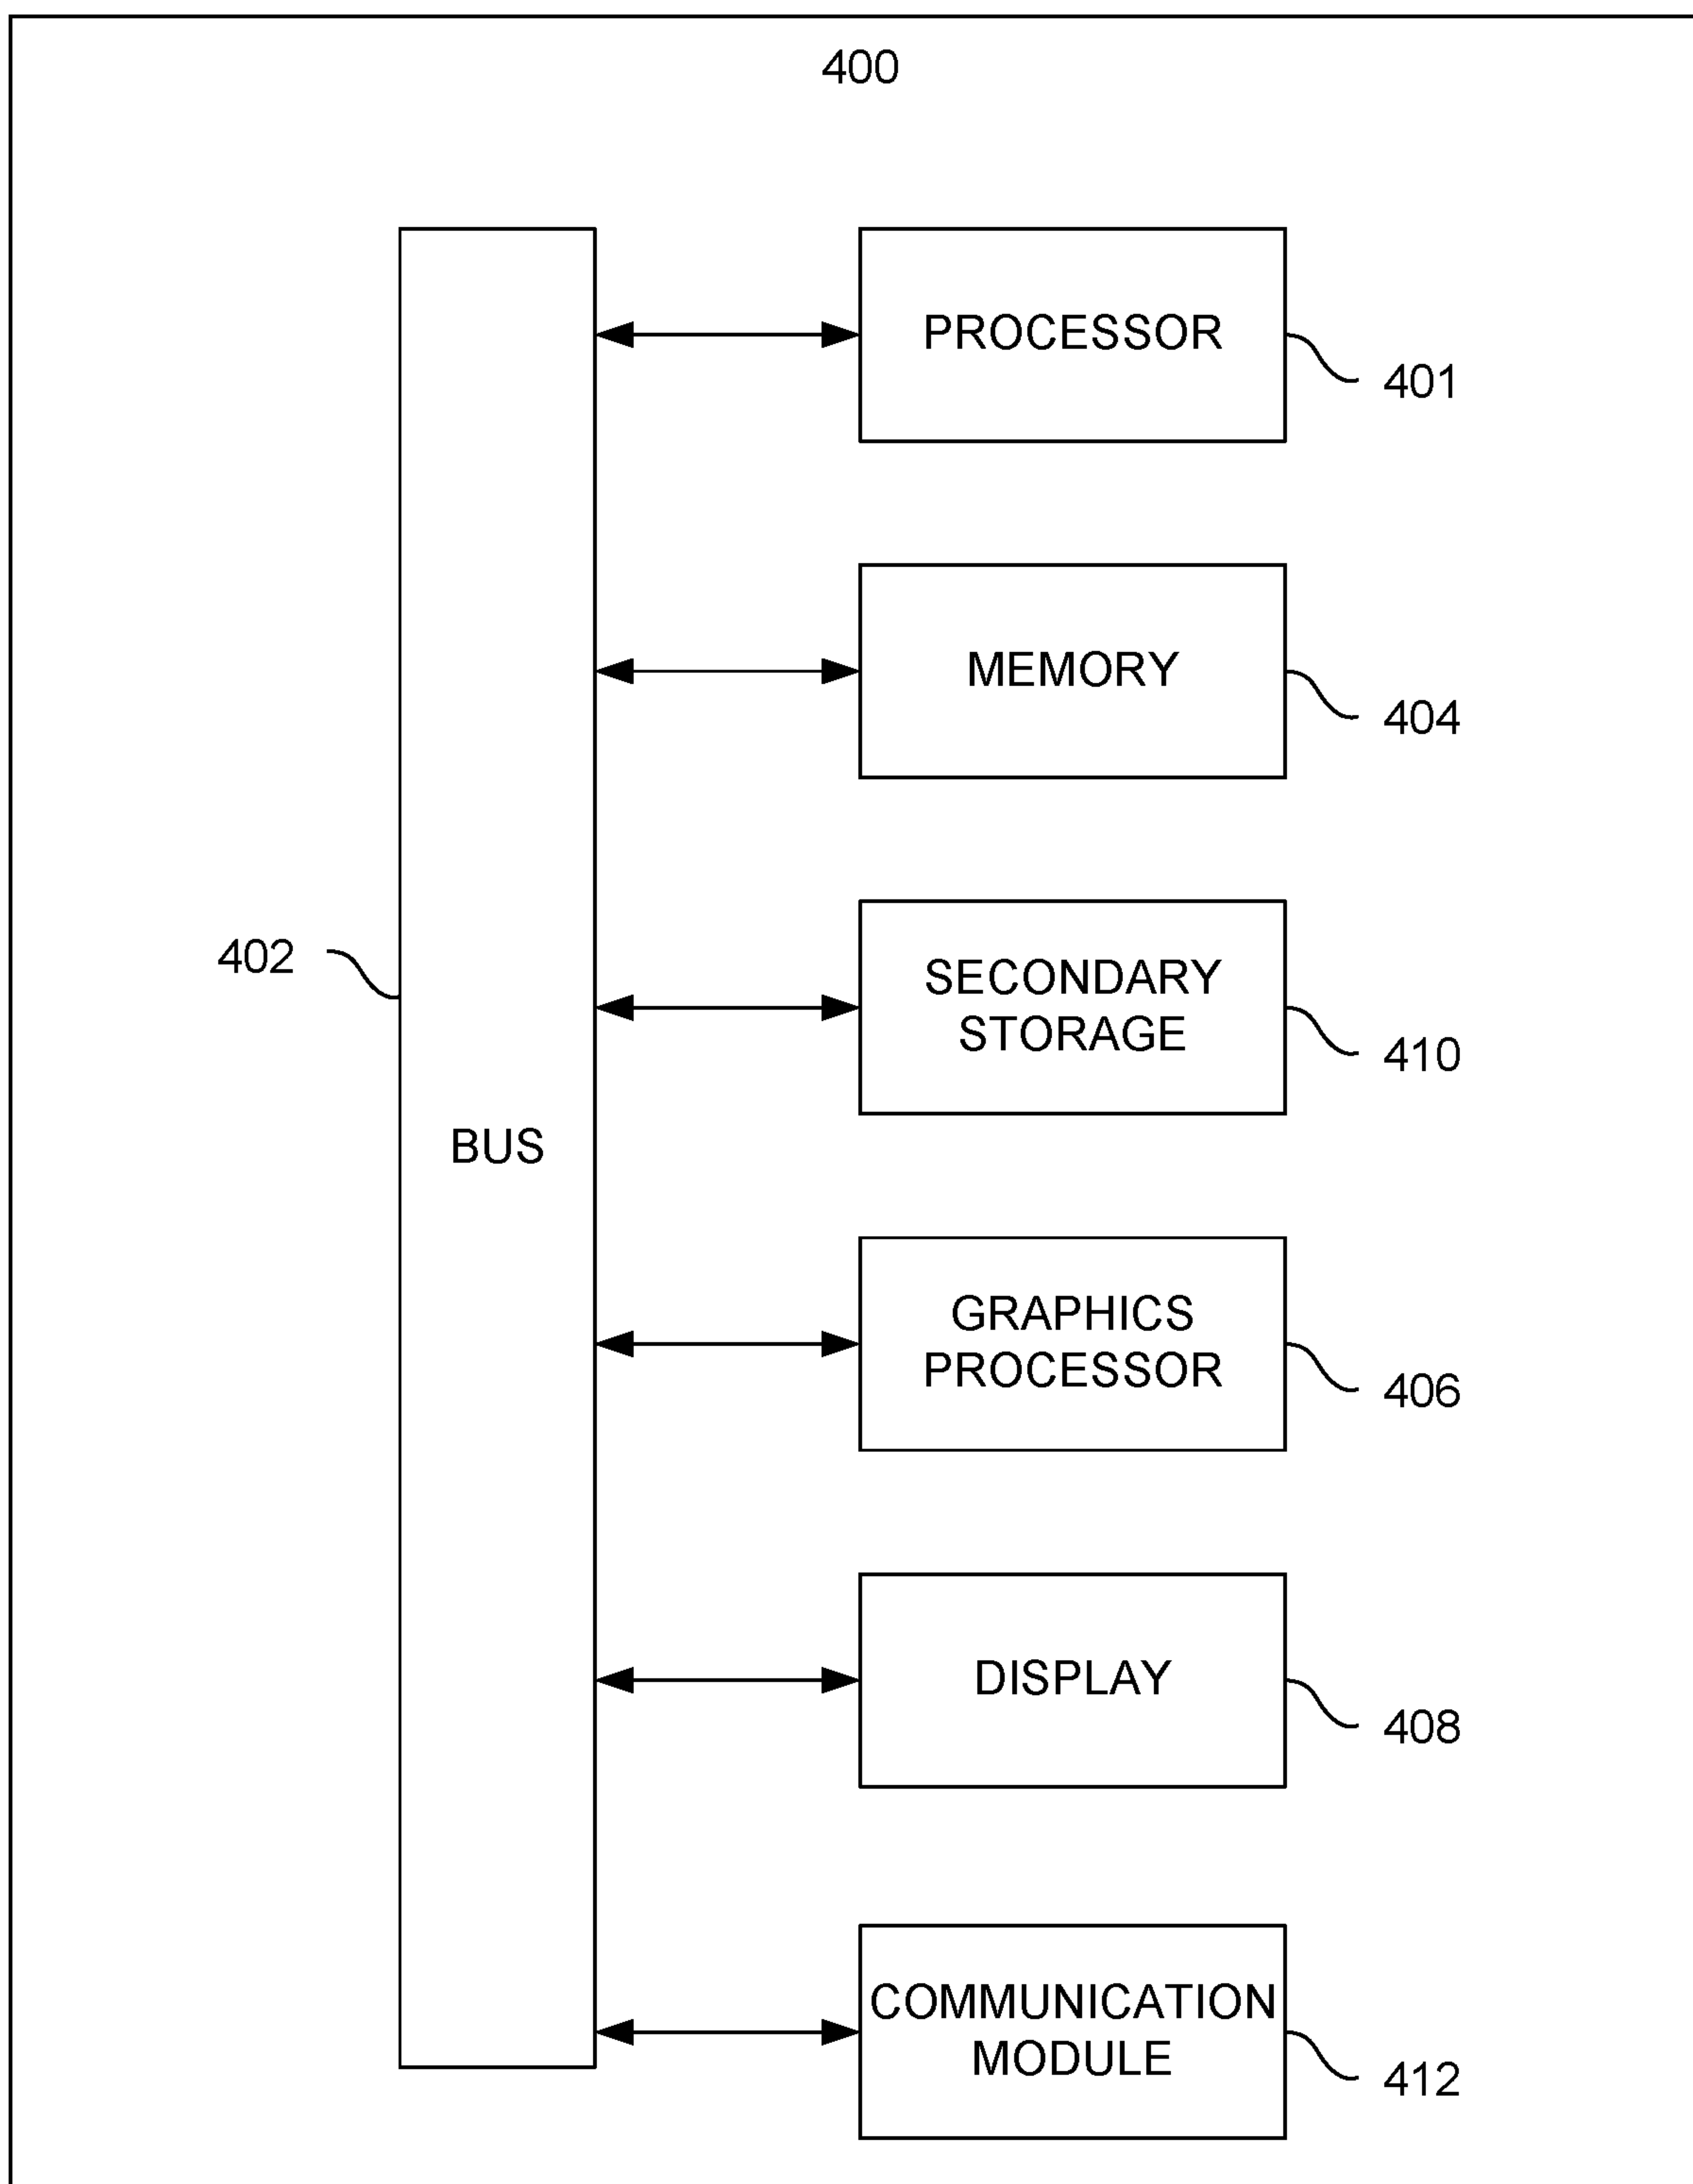 400
PROCESSOR
401
MEMORY
404
402
SECONDARY
STORAGE
410
BUS
GRAPHICS
PROCESSOR
406
DISPLAY
408
COMMUNICATION
MODULE
412